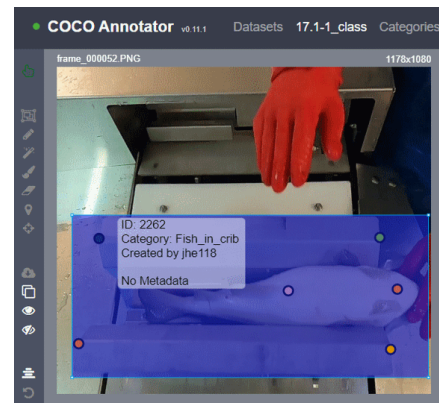 COCO Annotator v0.11.1 Datasets 17.1-1_class Categories
frame_000052.PNG 1178x1080
ID: 2262
Category: Fish_in_crib
Created by jhe118
No Metadata